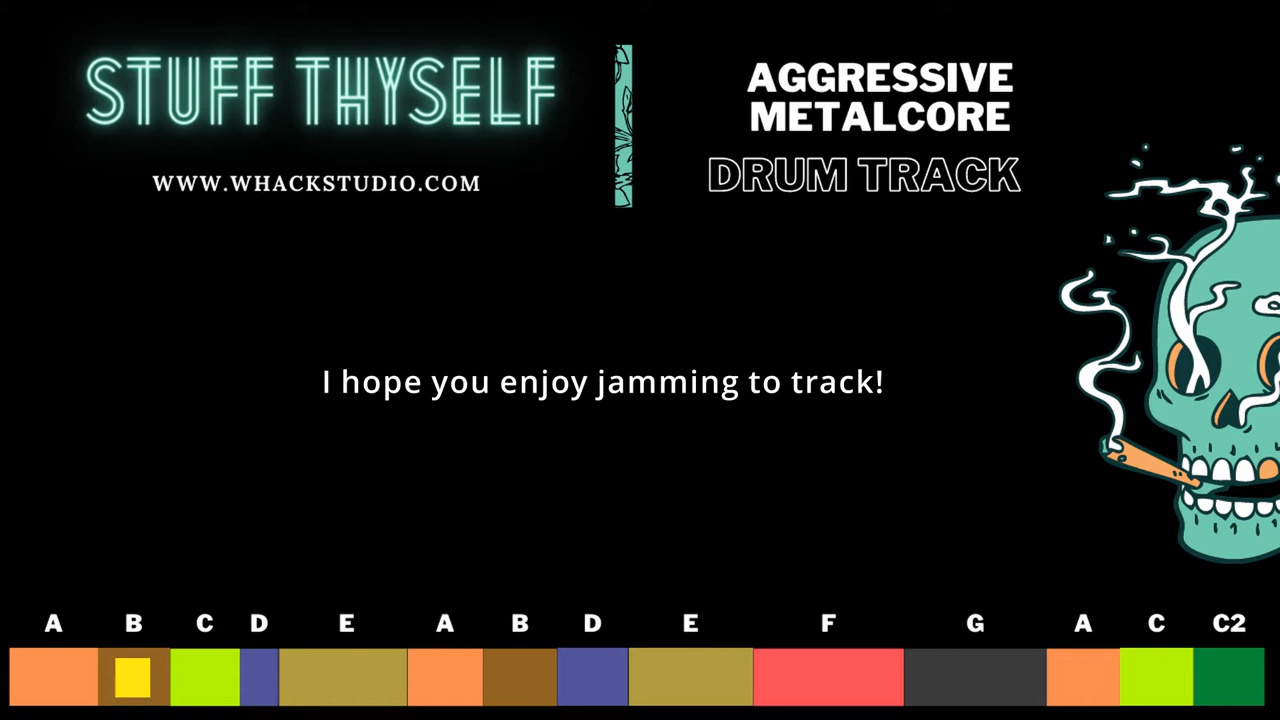 STUFF THYSELF
WWW.WHACKSTUDIO.COM
AGGRESSIVE
METALCORE
DRUM TRACK
I hope you enjoy jamming to track!
A B C D E A B D E F G A C C2